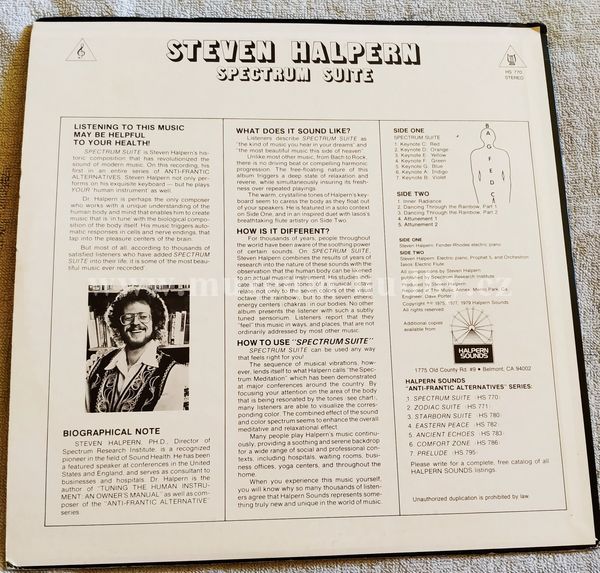 STEVEN HALPERN
SPECTRUM SUITE
HS 770
STEREO
LISTENING TO THIS MUSIC
MAY BE HELPFUL
TO YOUR HEALTH!
SPECTRUM SUITE is Steven Halpern's his-
toric composition that has revolutionized the
sound of modern music. On this recording, his
first in an entire series of ANTI-FRANTIC
ALTERNATIVES, Steven Halpern not only per-
forms on his exquisite keyboard — but he plays
YOUR 'human instrument' as well.
Dr. Halpern is perhaps the only composer
who works with a unique understanding of the
human body and mind that enables him to create
music that is in tune with the biological compo-
sition of the body itself. His music triggers auto-
matic responses in cells and nerve endings, that
tap into the pleasure centers of the brain.
But most of all, according to thousands of
satisfied listeners who have added SPECTRUM
SUITE into their life, it is some of 'the most beau-
tiful music ever recorded'.
BIOGRAPHICAL NOTE
STEVEN HALPERN, PH.D., Director of
Spectrum Research Institute, is a recognized
pioneer in the field of Sound Health. He has been
a featured speaker at conferences in the United
States and England, and serves as consultant to
businesses and hospitals. Dr. Halpern is the
author of "TUNING THE HUMAN INSTRU-
MENT: AN OWNER'S MANUAL" as well as com-
poser of the "ANTI-FRANTIC ALTERNATIVE"
series.
WHAT DOES IT SOUND LIKE?
Listeners describe SPECTRUM SUITE as
'the kind of music you hear in your dreams' and
'the most beautiful music this side of heaven'.
Unlike most other music, from Bach to Rock,
there is no driving beat or compelling harmonic
progression. The free-floating nature of this
album triggers a deep state of relaxation and
reverie, while simultaneously insuring its fresh-
ness over repeated playings.
The warm, crystalline tones of Halpern's key-
board seem to caress the body as they float out
of your speakers. He is featured in a solo context
on Side One, and in an inspired duet with Iasos's
breathtaking flute artistry on Side Two.
HOW IS IT DIFFERENT?
For thousands of years, people throughout
the world have been aware of the soothing power
of certain sounds. On SPECTRUM SUITE,
Steven Halpern combines the results of years of
research into the nature of these sounds with the
observation that the human body can be likened
to an actual musical instrument. His studies indi-
cate that the seven tones of the musical octave
relate not only to the seven colors of the visual
octave (the rainbow), but to the seven etheric
energy centers (chakras) in our bodies. No other
album presents the listener with such a subtly
tuned sensorium. Listeners report that they
"feel" this music in ways, and places, that are not
ordinarily addressed by most other music.
HOW TO USE "SPECTRUM SUITE"
SPECTRUM SUITE can be used any way
that feels right for you!
The sequence of musical vibrations, how-
ever, lends itself to what Halpern calls "the Spec-
trum Meditation" which has been demonstrated
at major conferences around the country. By
focusing your attention on the area of the body
that is being resonated by the tones (see chart),
many listeners are able to visualize the corres-
ponding color. The combined effect of the sound
and color spectrum seems to enhance the overall
meditative and relaxational effect.
Many people play Halpern's music continu-
ously, providing a soothing and serene backdrop
for a wide range of social and professional con-
texts, including hospitals, waiting rooms, busi-
ness offices, yoga centers, and throughout the
home.
When you experience this music yourself,
you will know why so many thousands of listen-
ers agree that Halpern Sounds represents some-
thing truly new and unique in the world of music.
SIDE ONE
SPECTRUM SUITE
1. Keynote C: Red
2. Keynote D: Orange
3. Keynote E: Yellow
4. Keynote F: Green
5. Keynote G: Blue
6. Keynote A: Indigo
7. Keynote B: Violet
B
A
G
F
E
D
C
SIDE TWO
1. Inner Radiance
2. Dancing Through the Rainbow, Part 1
3. Dancing Through the Rainbow, Part 2
4. Attunement 1
5. Attunement 2
SIDE ONE
Steven Halpern: Fender-Rhodes electric piano
SIDE TWO
Steven Halpern: Electric piano, Prophet 5, and Orchestron
Iasos: Electric Flute
All compositions by Steven Halpern
published by Spectrum Research Institute
Produced by Steven Halpern
Recorded at The Music Annex, Menlo Park, CA
Engineer, Dave Porter
Copyright 1975, 1977, 1979 Halpern Sounds
All rights reserved
Additional copies
available from
HALPERN
SOUNDS
1775 Old County Rd. #9 • Belmont, CA 94002
HALPERN SOUNDS
"ANTI-FRANTIC ALTERNATIVES" SERIES:
1. SPECTRUM SUITE (HS 770)
2. ZODIAC SUITE (HS 771)
3. STARBORN SUITE (HS 780)
4. EASTERN PEACE (HS 782)
5. ANCIENT ECHOES (HS 783)
6. COMFORT ZONE (HS 786)
7. PRELUDE (HS 795)
Please write for a complete, free catalog of all
HALPERN SOUNDS listings.
Unauthorized duplication is prohibited by law.